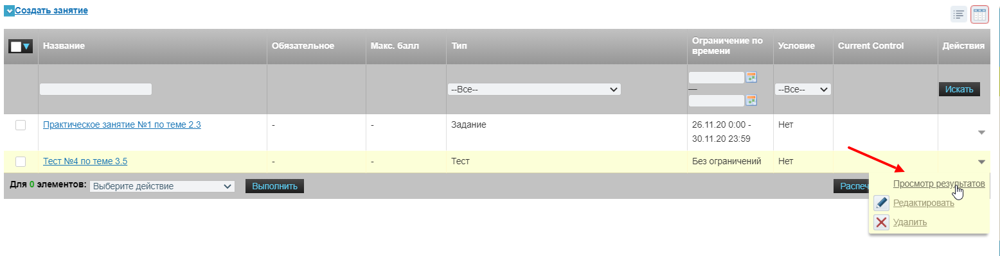 Создать занятие
Название Обязательное Макс. балл Тип Ограничение по времени Условие Current Control Действия
--Все-- — --Все-- Искать
Практическое занятие №1 по теме 2.3 - - Задание 26.11.20 0:00 - 30.11.20 23:59 Нет
Тест №4 по теме 3.5 - - Тест Без ограничений Нет
Для 0 элементов: Выберите действие Выполнить Распеч
Просмотр результатов
Редактировать
Удалить